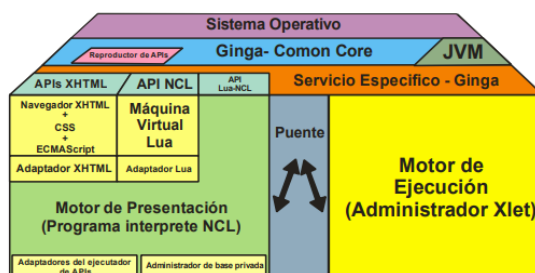 Sistema Operativo
Reproductor de APIs
Ginga- Comon Core
JVM
APIs XHTML
API NCL
API
Lua-NCL
Servicio Específico - Ginga
Navegador XHTML
+
CSS
+
ECMAScript
Máquina
Virtual
Lua
Adaptador XHTML
Adaptador Lua
Puente
Motor de
Ejecución
(Administrador Xlet)
Motor de Presentación
(Programa interprete NCL)
Adaptadores del ejecutador
de APIs
Administrador de base privada